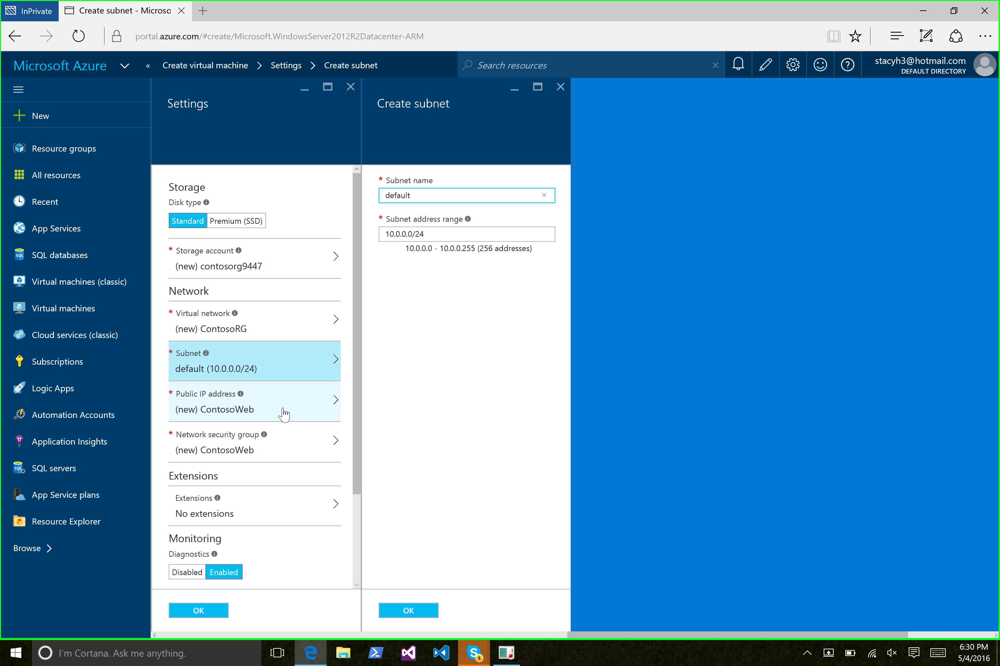 InPrivate
Create subnet - Microsc
portal.azure.com/#create/Microsoft.WindowsServer2012R2Datacenter-ARM
Microsoft Azure
«
Create virtual machine
Settings
Create subnet
Search resources
stacyh3@hotmail.com
DEFAULT DIRECTORY
New
Resource groups
All resources
Recent
App Services
SQL databases
Virtual machines (classic)
Virtual machines
Cloud services (classic)
Subscriptions
Logic Apps
Automation Accounts
Application Insights
SQL servers
App Service plans
Resource Explorer
Browse
Settings
Storage
Disk type
Standard
Premium (SSD)
* Storage account
(new) contosorg9447
Network
* Virtual network
(new) ContosoRG
* Subnet
default (10.0.0.0/24)
* Public IP address
(new) ContosoWeb
* Network security group
(new) ContosoWeb
Extensions
Extensions
No extensions
Monitoring
Diagnostics
Disabled
Enabled
OK
Create subnet
* Subnet name
default
* Subnet address range
10.0.0.0/24
10.0.0.0 - 10.0.0.255 (256 addresses)
OK
I'm Cortana. Ask me anything.
1
6:30 PM
5/4/2016